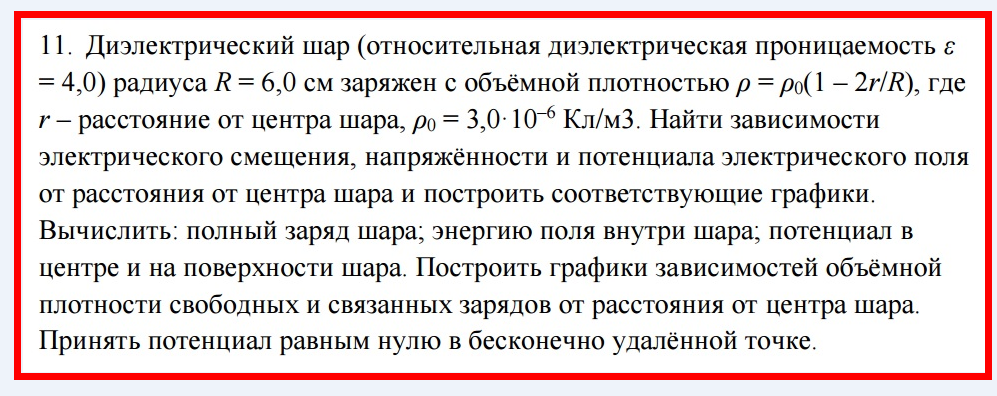 11. Диэлектрический шар (относительная диэлектрическая проницаемость ε
= 4,0) радиуса R = 6,0 см заряжен с объёмной плотностью ρ = ρ₀(1 – 2r/R), где
r – расстояние от центра шара, ρ₀ = 3,0·10⁻⁶ Кл/м3. Найти зависимости
электрического смещения, напряжённости и потенциала электрического поля
от расстояния от центра шара и построить соответствующие графики.
Вычислить: полный заряд шара; энергию поля внутри шара; потенциал в
центре и на поверхности шара. Построить графики зависимостей объёмной
плотности свободных и связанных зарядов от расстояния от центра шара.
Принять потенциал равным нулю в бесконечно удалённой точке.